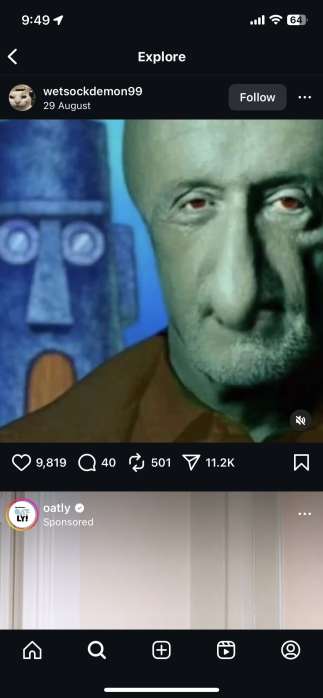 9:49
64
Explore
wetsockdemon99
29 August
Follow
9,819
40
501
11.2K
oatly
Sponsored